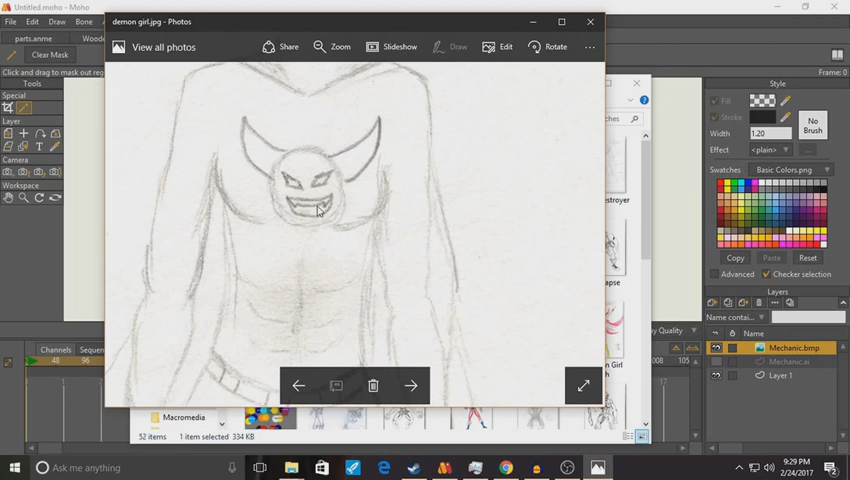 Untitled.moho - Moho
File Edit Draw Bone
parts.anme Woode
Clear Mask
Click and drag to mask out reg
Frame: 0
Tools
Special
Layer
Camera
Workspace
demon girl.jpg - Photos
View all photos
Share
Zoom
Slideshow
Draw
Edit
Rotate
Style
Fill
Stroke
No Brush
Width 1.20
Effect <plain>
Swatches Basic Colors.png
Copy Paste Reset
Advanced Checker selection
Layers
Name contai...
Name
Mechanic.bmp
Mechanic.ai
Layer 1
Channels Sequen
48 96
Macromedia
52 items 1 item selected 334 KB
Ask me anything
9:29 PM
2/24/2017